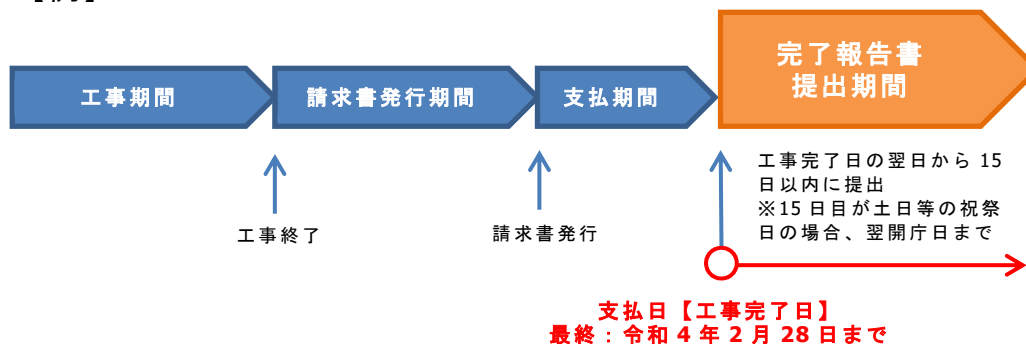 工事期間
請求書発行期間
支払期間
完了報告書
提出期間
工事終了
請求書発行
工事完了日の翌日から 15
日以内に提出
※15 日目が土日等の祝祭
日の場合、翌開庁日まで
支払日【工事完了日】
最終：令和 4 年 2 月 28 日まで